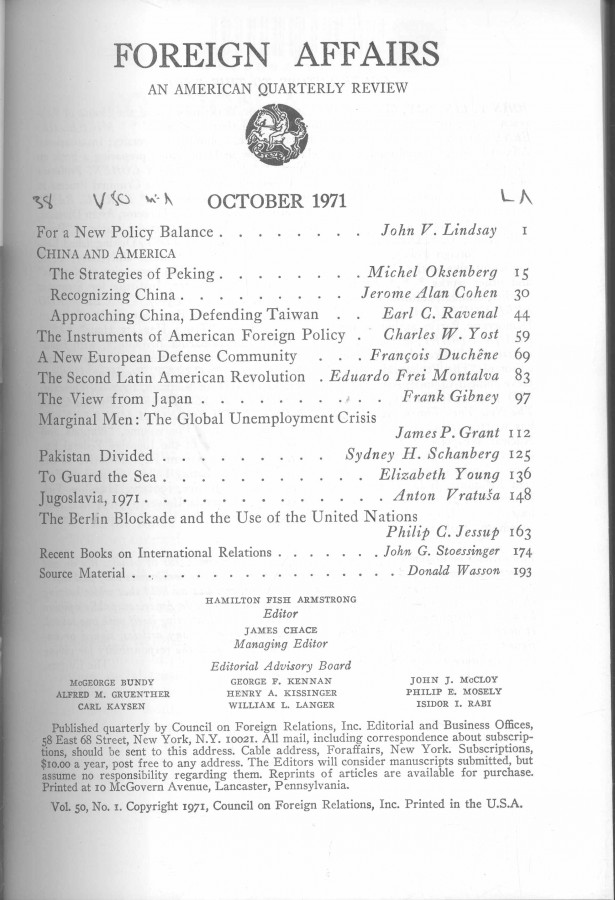 FOREIGN AFFAIRS
AN AMERICAN QUARTERLY REVIEW
OCTOBER 1971
For a New Policy Balance . . . . . . . . John V. Lindsay 1
CHINA AND AMERICA
The Strategies of Peking . . . . . . . . Michel Oksenberg 15
Recognizing China . . . . . . . . . Jerome Alan Cohen 30
Approaching China, Defending Taiwan . . Earl C. Ravenal 44
The Instruments of American Foreign Policy . Charles W. Yost 59
A New European Defense Community . . . François Duchêne 69
The Second Latin American Revolution . Eduardo Frei Montalva 83
The View from Japan . . . . . . . . . . Frank Gibney 97
Marginal Men: The Global Unemployment Crisis
James P. Grant 112
Pakistan Divided . . . . . . . . . Sydney H. Schanberg 125
To Guard the Sea . . . . . . . . . . . Elizabeth Young 136
Jugoslavia, 1971 . . . . . . . . . . . . . Anton Vratuša 148
The Berlin Blockade and the Use of the United Nations
Philip C. Jessup 163
Recent Books on International Relations . . . . . . . John G. Stoessinger 174
Source Material . . . . . . . . . . . . . . . . . Donald Wasson 193
HAMILTON FISH ARMSTRONG
Editor
JAMES CHACE
Managing Editor
Editorial Advisory Board
McGEORGE BUNDY GEORGE F. KENNAN JOHN J. McCLOY
ALFRED M. GRUENTHER HENRY A. KISSINGER PHILIP E. MOSELY
CARL KAYSEN WILLIAM L. LANGER ISIDOR I. RABI
Published quarterly by Council on Foreign Relations, Inc. Editorial and Business Offices,
58 East 68 Street, New York, N.Y. 10021. All mail, including correspondence about subscrip-
tions, should be sent to this address. Cable address, Foraffairs, New York. Subscriptions,
$10.00 a year, post free to any address. The Editors will consider manuscripts submitted, but
assume no responsibility regarding them. Reprints of articles are available for purchase.
Printed at 10 McGovern Avenue, Lancaster, Pennsylvania.
Vol. 50, No. 1. Copyright 1971, Council on Foreign Relations, Inc. Printed in the U.S.A.